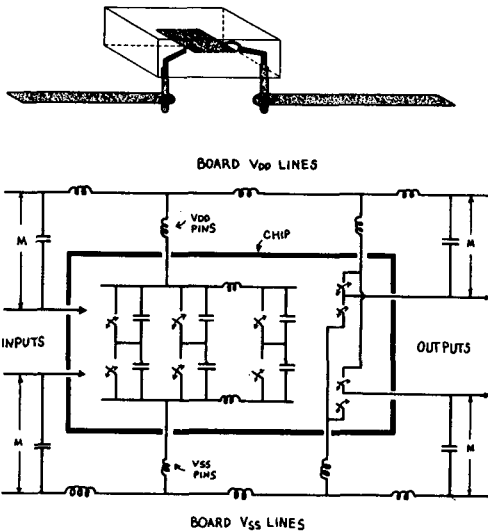 BOARD VDD LINES
VDD
PINS
CHIP
M
M
INPUTS
OUTPUTS
M
M
VSS
PINS
BOARD VSS LINES